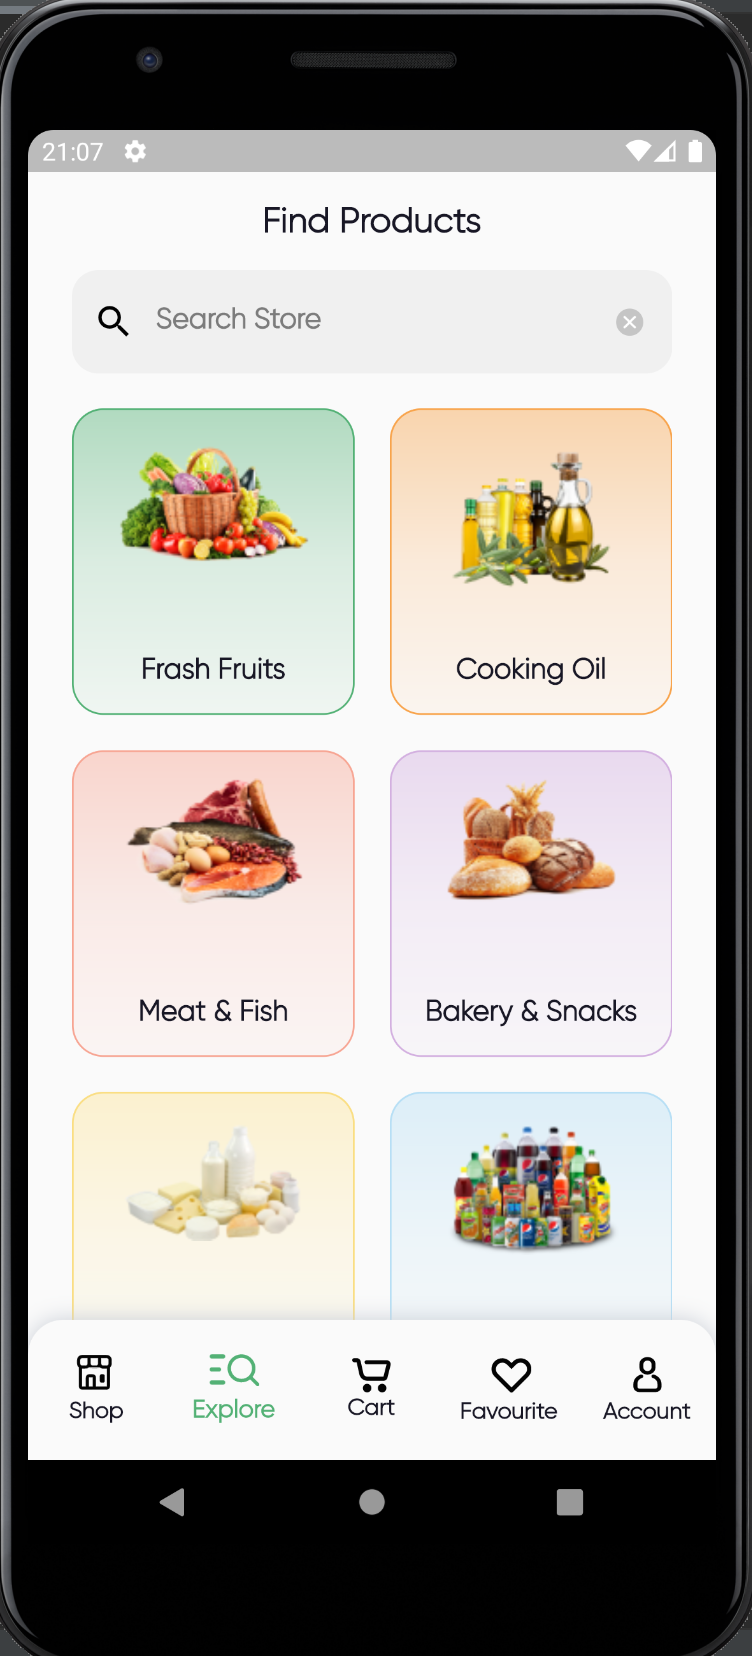 21:07
Find Products
Search Store
Frash Fruits
Cooking Oil
Meat & Fish
Bakery & Snacks
Shop
Explore
Cart
Favourite
Account